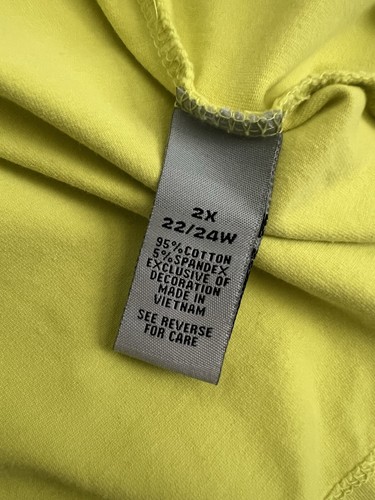 2X
22/24W
95%COTTON
5%SPANDEX
EXCLUSIVE OF
DECORATION
MADE IN
VIETNAM
SEE REVERSE
FOR CARE